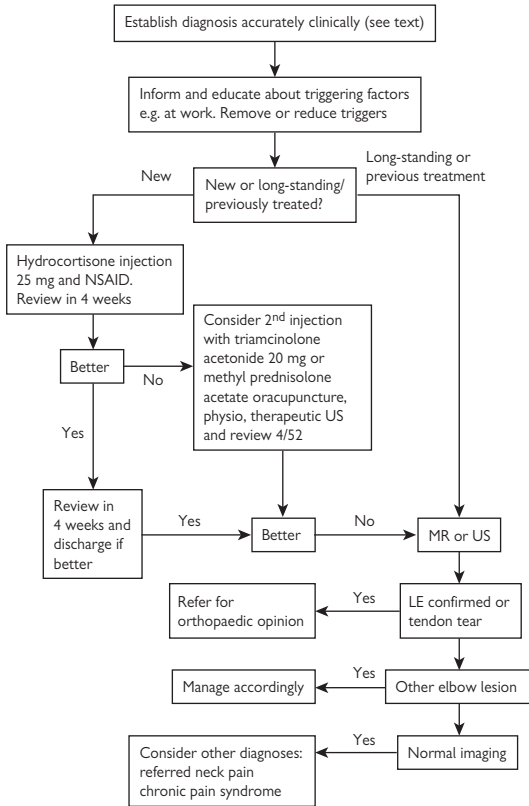 Establish diagnosis accurately clinically (see text)
Inform and educate about triggering factors
e.g. at work. Remove or reduce triggers
Long-standing or
previous treatment
New
New or long-standing/
previously treated?
Hydrocortisone injection
25 mg and NSAID.
Review in 4 weeks
Consider 2nd injection
with triamcinolone
acetonide 20 mg or
methyl prednisolone
acetate oracupuncture,
physio, therapeutic US
and review 4/52
Better
No
Yes
Review in
4 weeks and
discharge if
better
Yes
Better
No
MR or US
Refer for
orthopaedic opinion
Yes
LE confirmed or
tendon tear
Manage accordingly
Yes
Other elbow lesion
Consider other diagnoses:
referred neck pain
chronic pain syndrome
Yes
Normal imaging